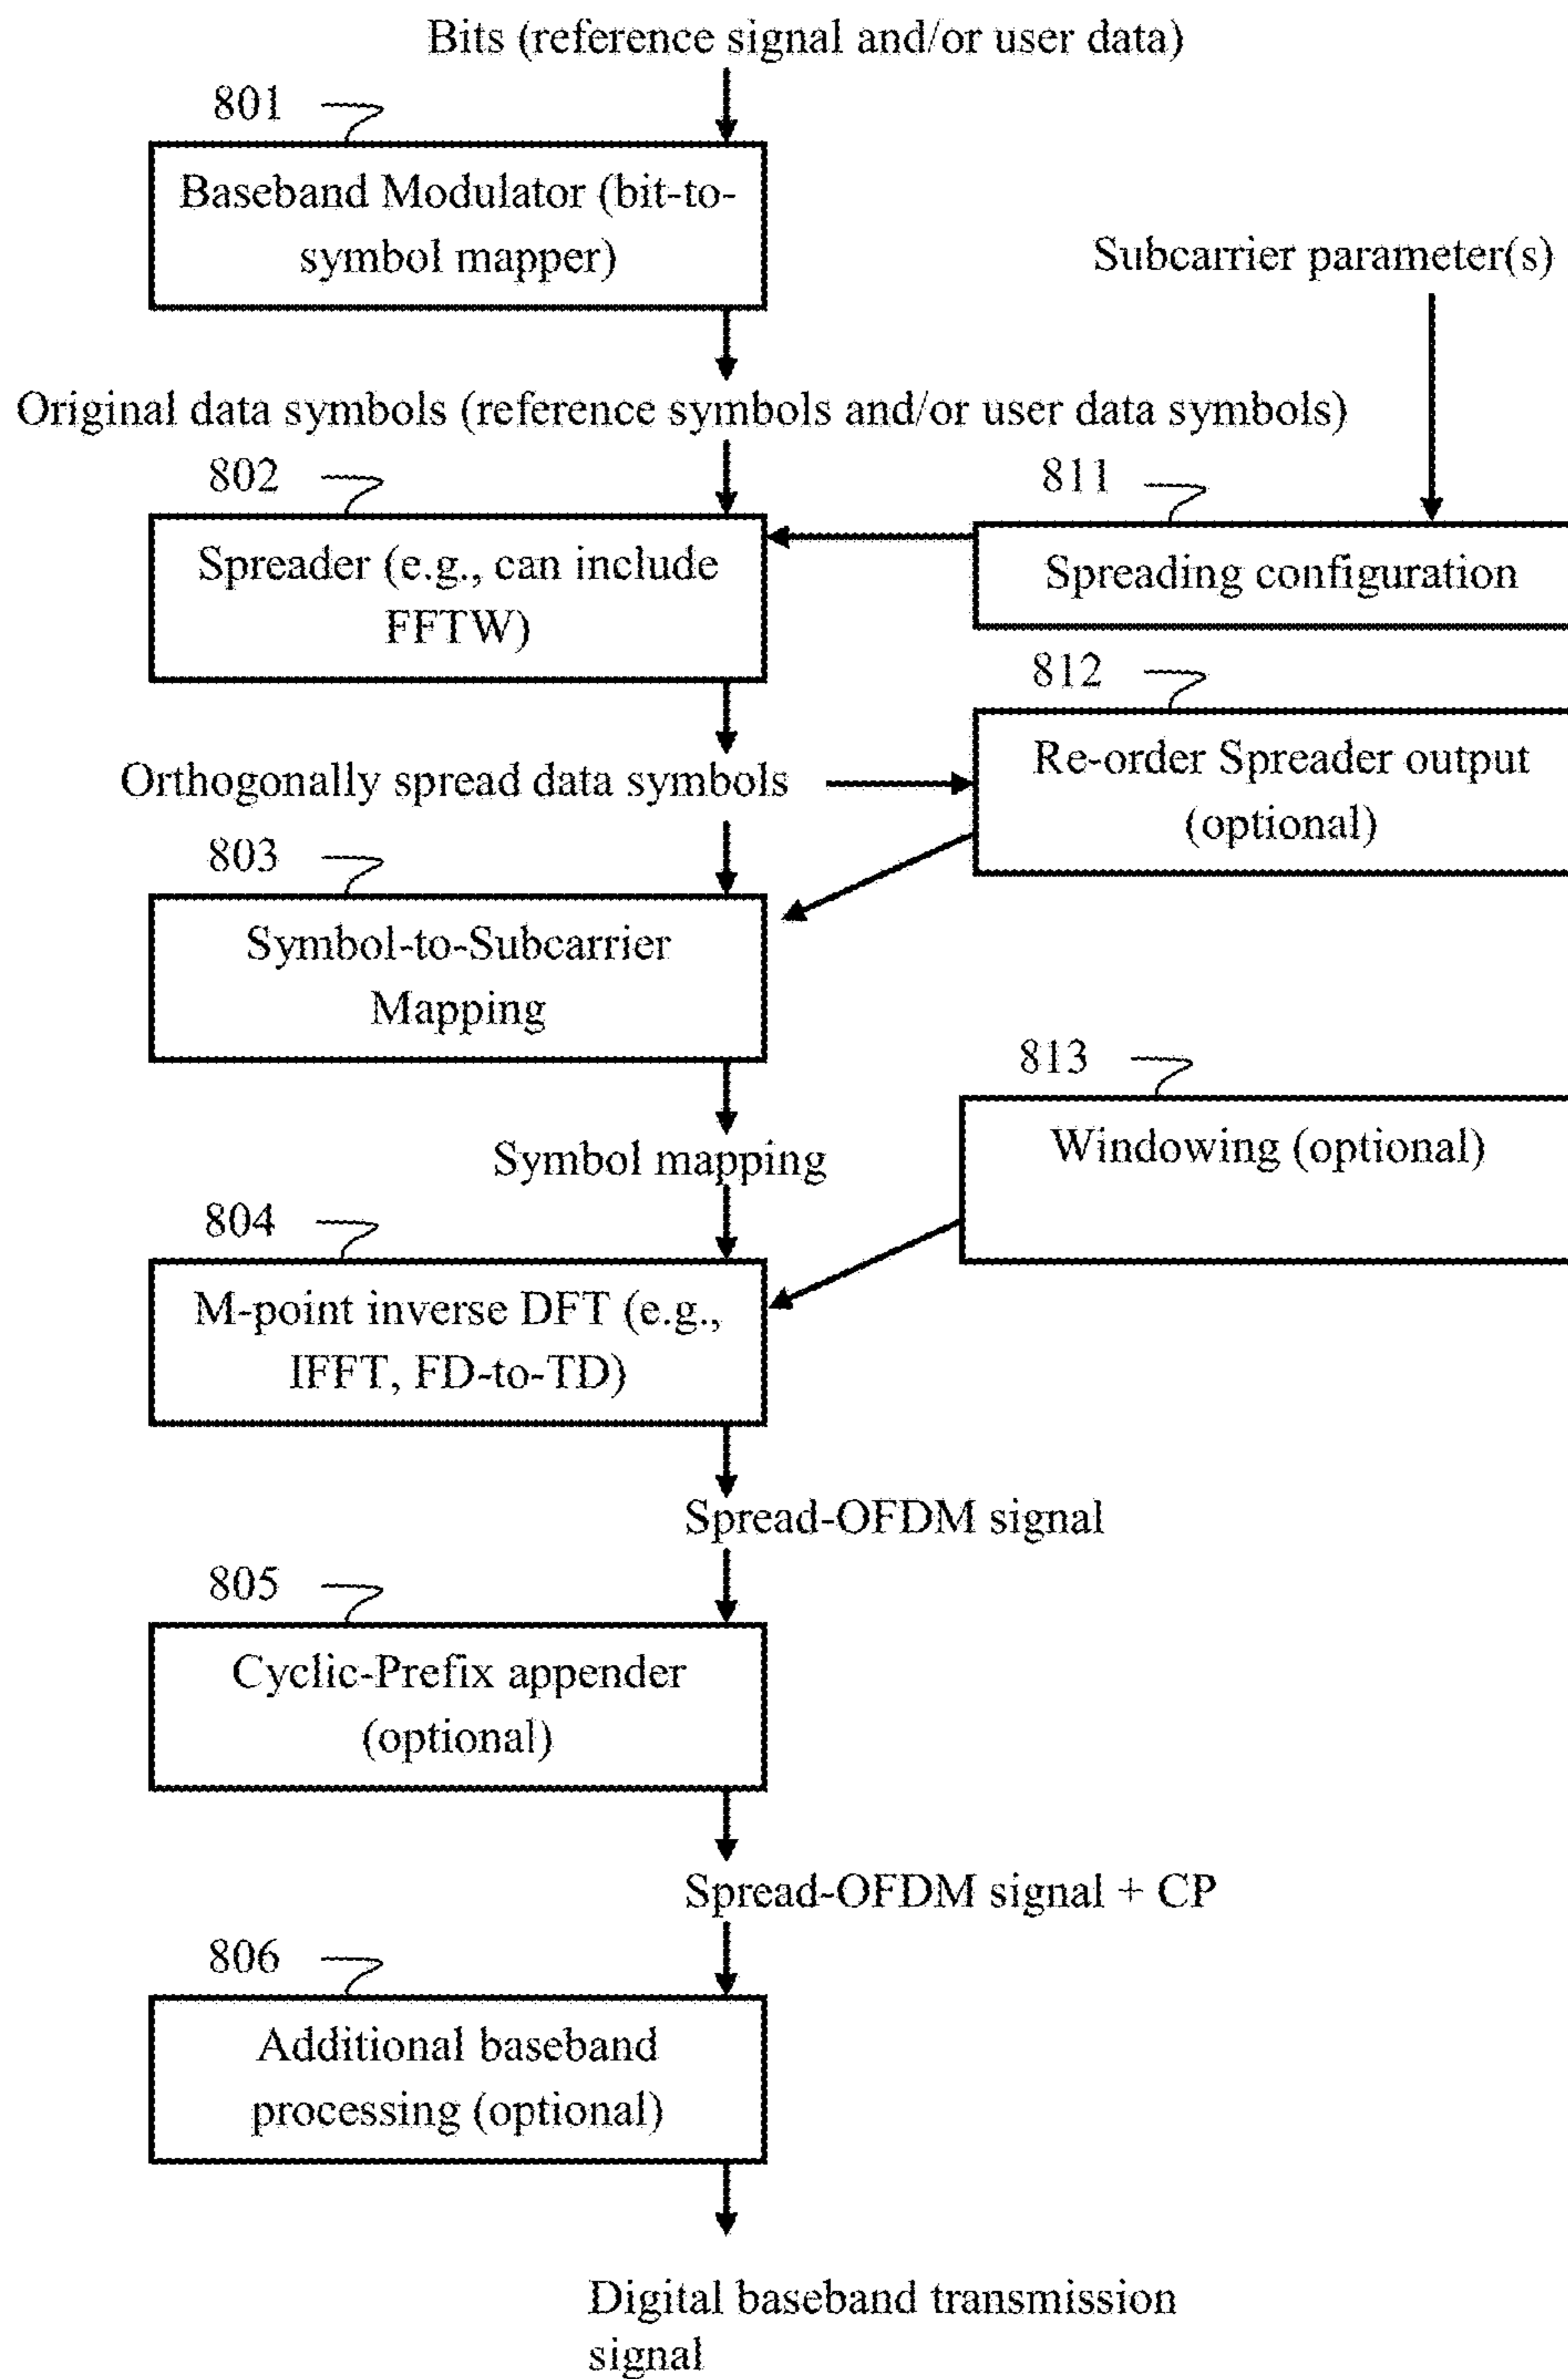 Bits (reference signal and/or user data)
801
Baseband Modulator (bit-to-
symbol mapper)
Subcarrier parameter(s)
Original data symbols (reference symbols and/or user data symbols)
802
811
Spreader (e.g., can include
FFTW)
Spreading configuration
812
Re-order Spreader output
(optional)
Orthogonally spread data symbols
803
Symbol-to-Subcarrier
Mapping
813
Windowing (optional)
Symbol mapping
804
M-point inverse DFT (e.g.,
IFFT, FD-to-TD)
Spread-OFDM signal
805
Cyclic-Prefix appender
(optional)
Spread-OFDM signal + CP
806
Additional baseband
processing (optional)
Digital baseband transmission
signal